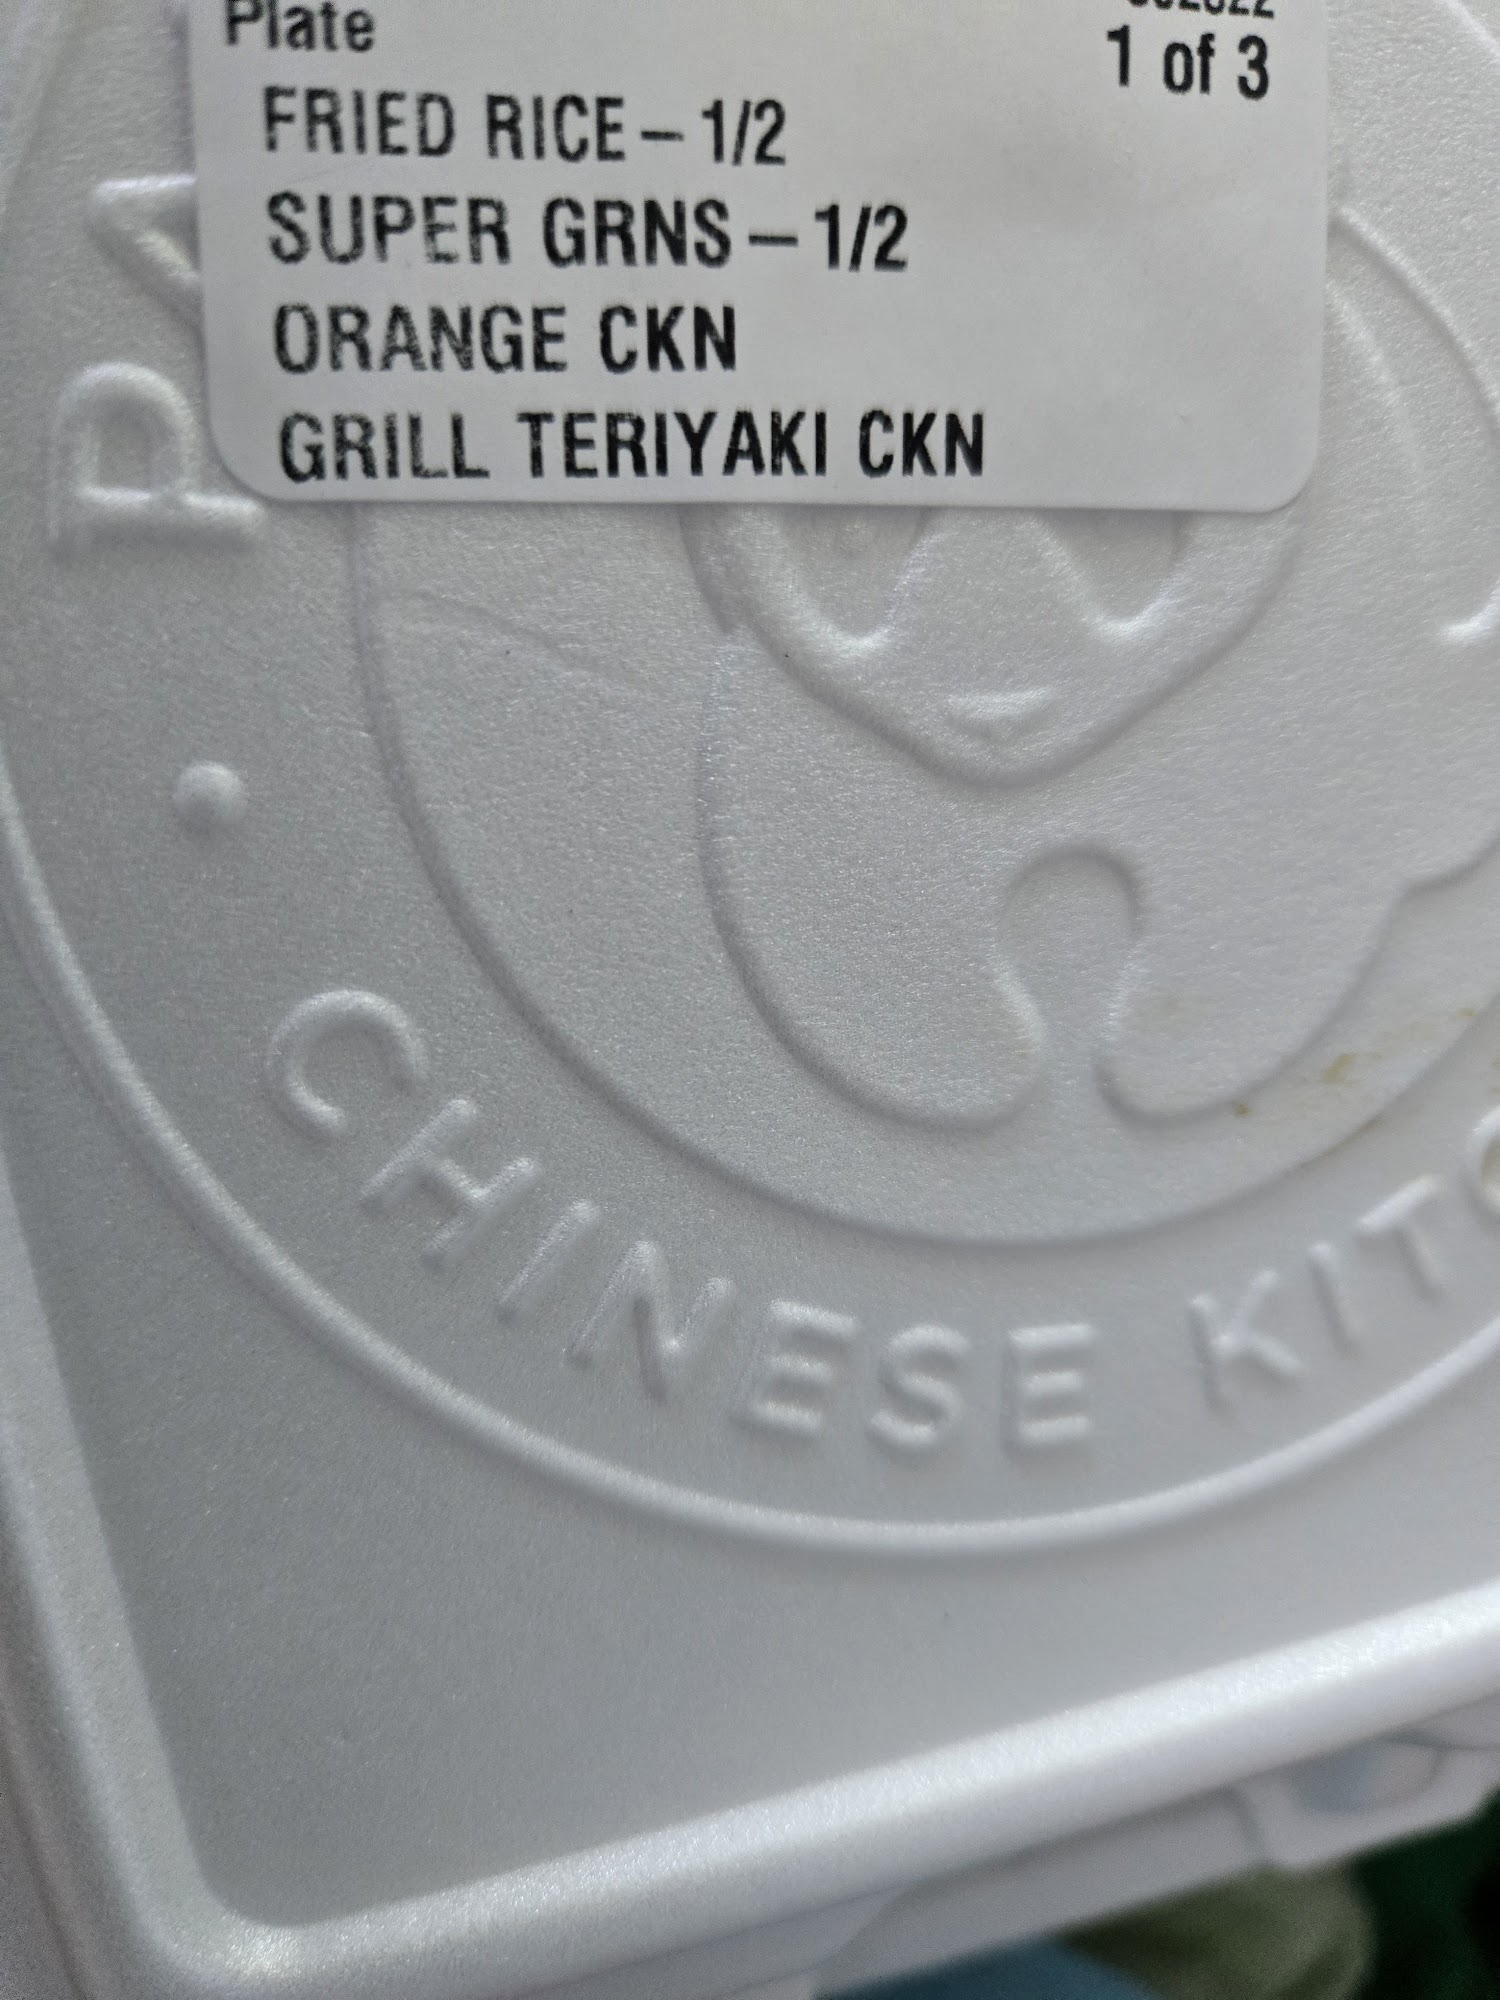 Plate
1 of 3
FRIED RICE – 1/2
SUPER GRNS – 1/2
ORANGE CKN
GRILL TERIYAKI CKN
CHINESE